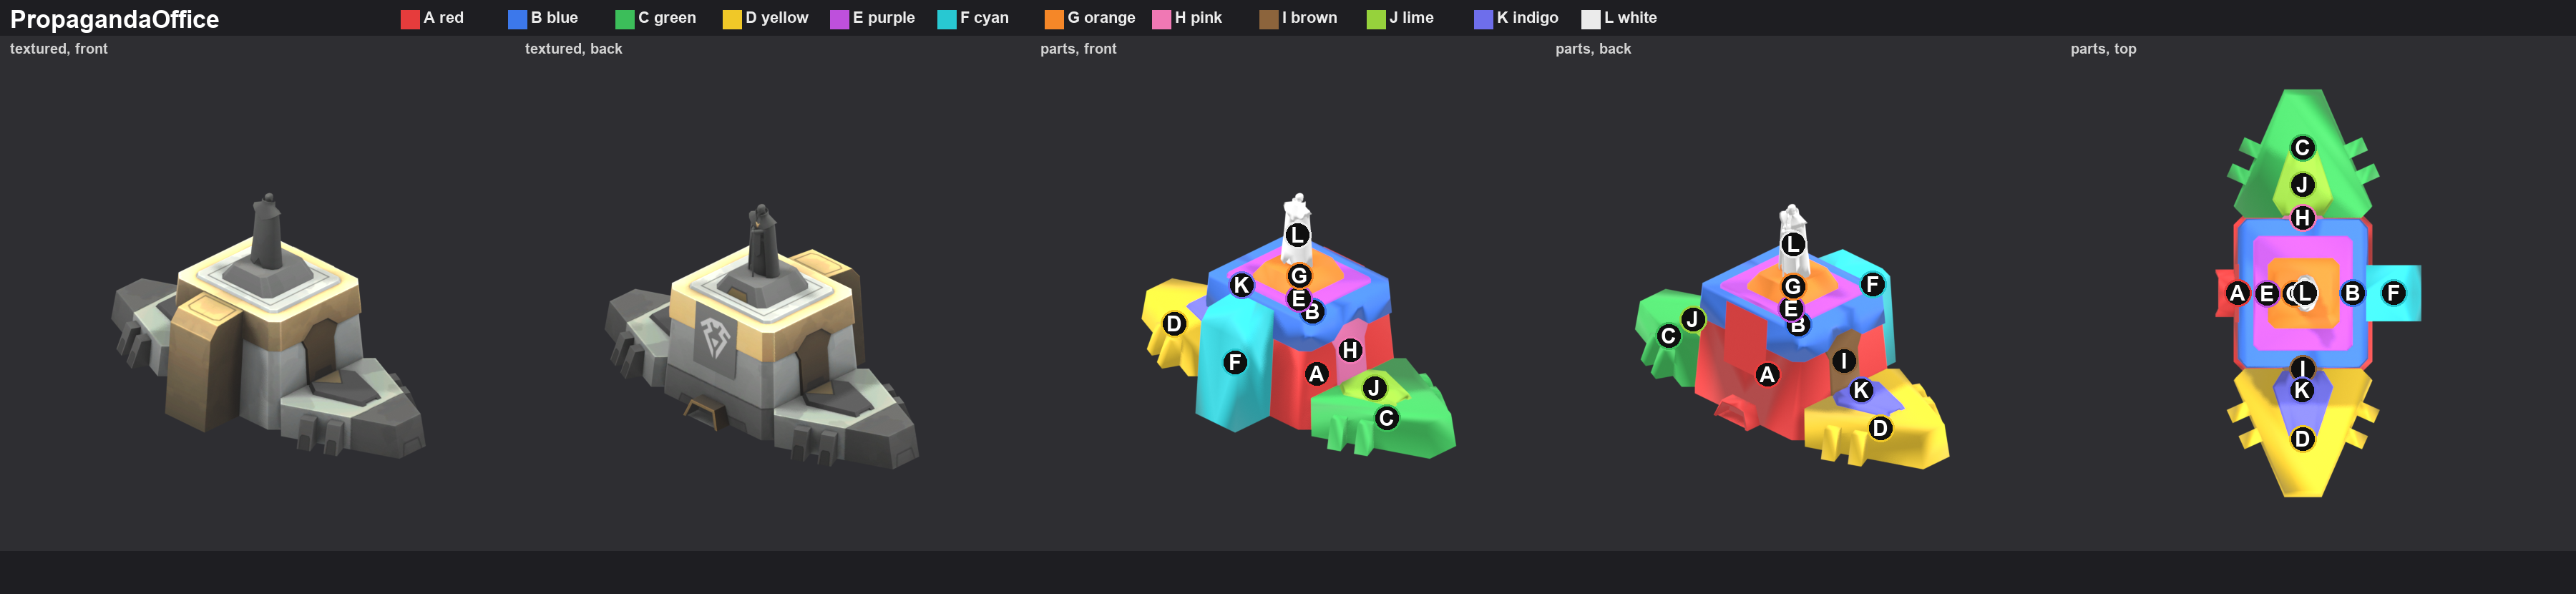 PropagandaOffice
A red
B blue
C green
D yellow
E purple
F cyan
G orange
H pink
I brown
J lime
K indigo
L white
textured, front
textured, back
parts, front
parts, back
parts, top
L
G
K
E
B
D
H
F
A
J
C
L
G
F
E
J
B
C
I
A
K
D
C
J
H
A
E
L
B
F
I
K
D